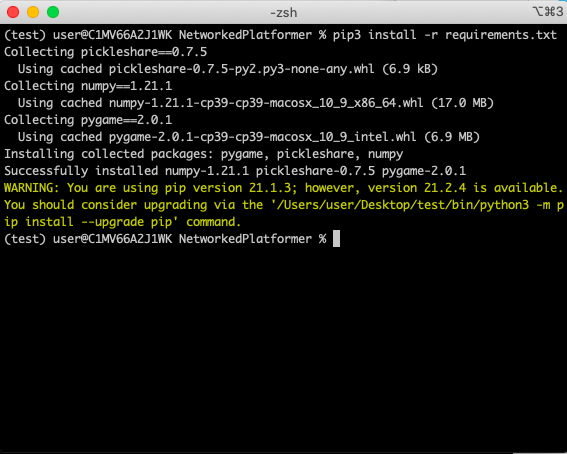 -zsh
⌥⌘3
(test) user@C1MV66A2J1WK NetworkedPlatformer % pip3 install -r requirements.txt
Collecting pickleshare==0.7.5
  Using cached pickleshare-0.7.5-py2.py3-none-any.whl (6.9 kB)
Collecting numpy==1.21.1
  Using cached numpy-1.21.1-cp39-cp39-macosx_10_9_x86_64.whl (17.0 MB)
Collecting pygame==2.0.1
  Using cached pygame-2.0.1-cp39-cp39-macosx_10_9_intel.whl (6.9 MB)
Installing collected packages: pygame, pickleshare, numpy
Successfully installed numpy-1.21.1 pickleshare-0.7.5 pygame-2.0.1
WARNING: You are using pip version 21.1.3; however, version 21.2.4 is available.
You should consider upgrading via the '/Users/user/Desktop/test/bin/python3 -m p
ip install --upgrade pip' command.
(test) user@C1MV66A2J1WK NetworkedPlatformer %